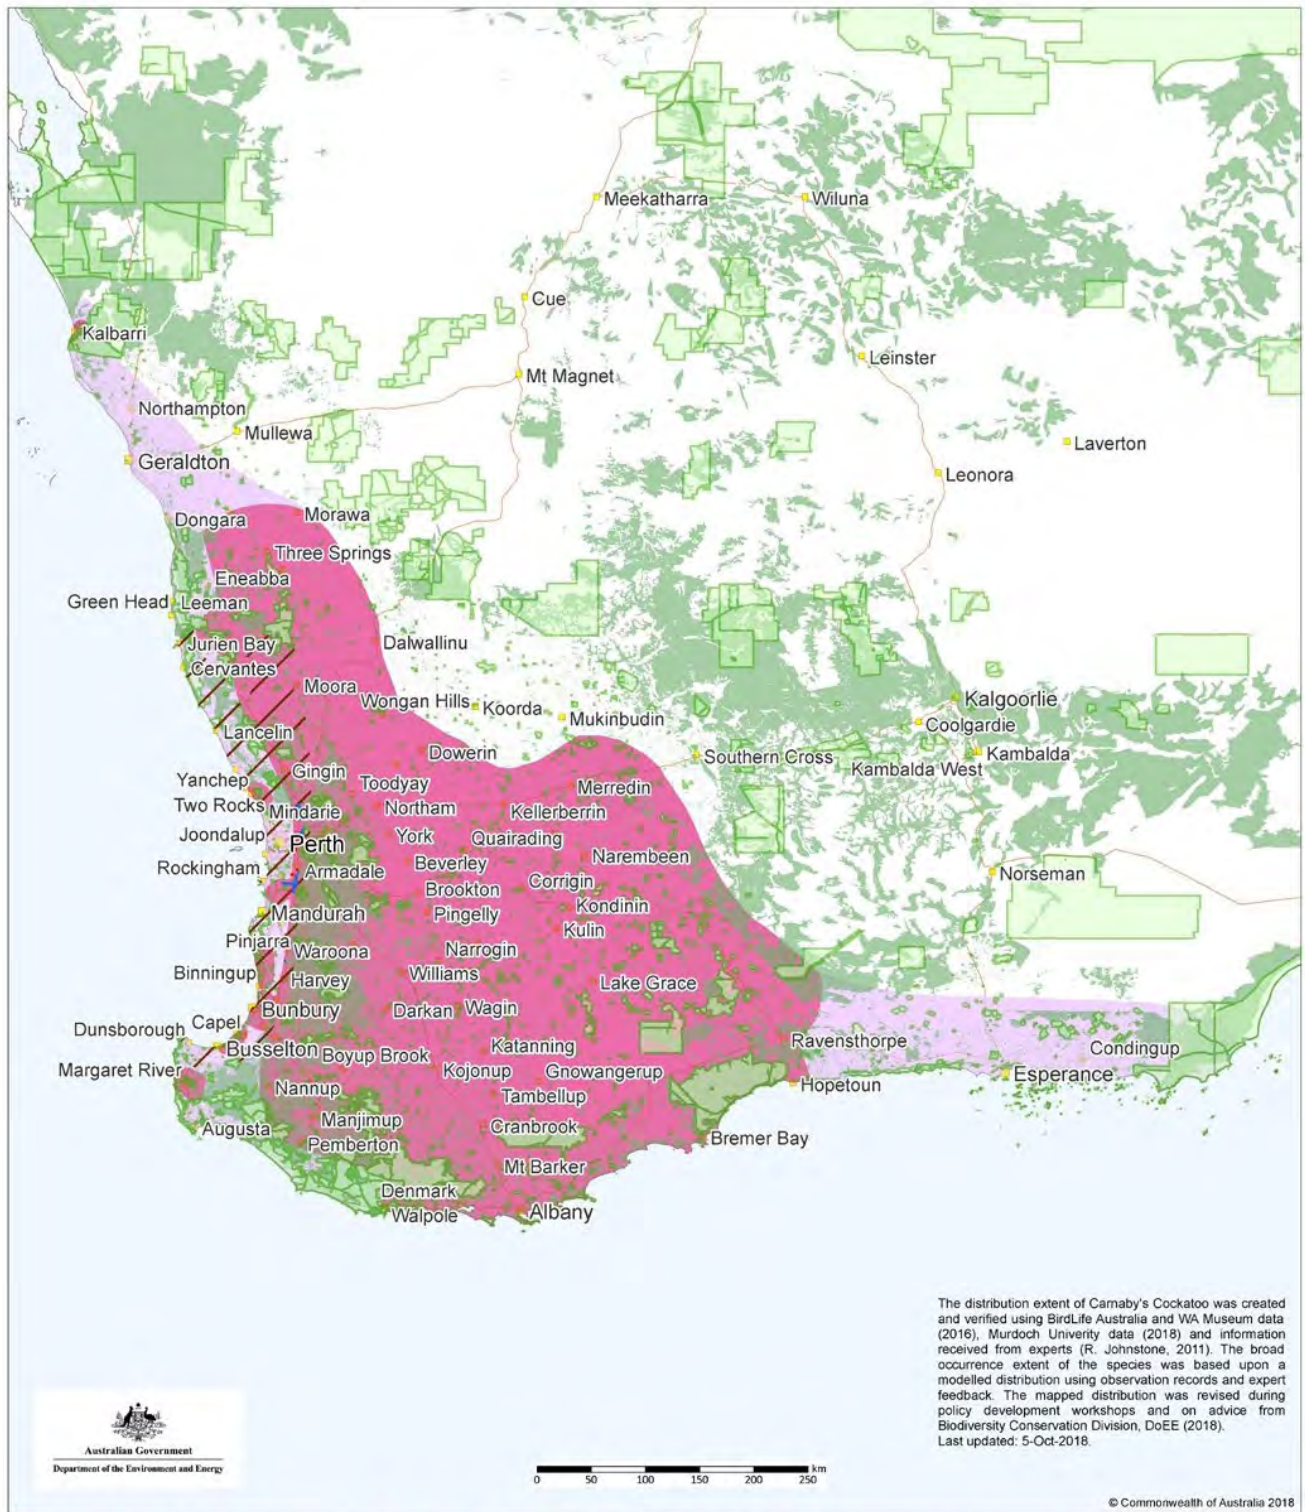 Meekatharra
Wiluna
Cue
Kalbarri
Leinster
Mt Magnet
Northampton
Mullewa
Laverton
Geraldton
Leonora
Dongara
Morawa
Three Springs
Eneabba
Green Head
Leeman
Jurien Bay
Dalwallinu
Cervantes
Moora
Wongan Hills
Koorda
Kalgoorlie
Mukinbudin
Coolgardie
Lancelin
Dowerin
Southern Cross
Kambalda
Kambalda West
Yanchep
Gingin
Toodyay
Merredin
Two Rocks
Mindarie
Northam
Kellerberrin
Joondalup
Perth
York
Quairading
Rockingham
Armadale
Beverley
Narembeen
Brookton
Corrigin
Norseman
Mandurah
Pingelly
Kondinin
Kulin
Pinjarra
Waroona
Narrogin
Binningup
Harvey
Williams
Lake Grace
Bunbury
Darkan
Wagin
Dunsborough
Capel
Busselton
Boyup Brook
Katanning
Ravensthorpe
Condingup
Margaret River
Kojonup
Gnowangerup
Esperance
Nannup
Tambellup
Hopetoun
Augusta
Manjimup
Cranbrook
Pemberton
Bremer Bay
Mt Barker
Denmark
Walpole
Albany
The distribution extent of Carnaby's Cockatoo was created
and verified using BirdLife Australia and WA Museum data
(2016), Murdoch Univerity data (2018) and information
received from experts (R. Johnstone, 2011). The broad
occurrence extent of the species was based upon a
modelled distribution using observation records and expert
feedback. The mapped distribution was revised during
policy development workshops and on advice from
Biodiversity Conservation Division, DoEE (2018).
Last updated: 5-Oct-2018.
Australian Government
Department of the Environment and Energy
km
0 50 100 150 200 250
© Commonwealth of Australia 2018